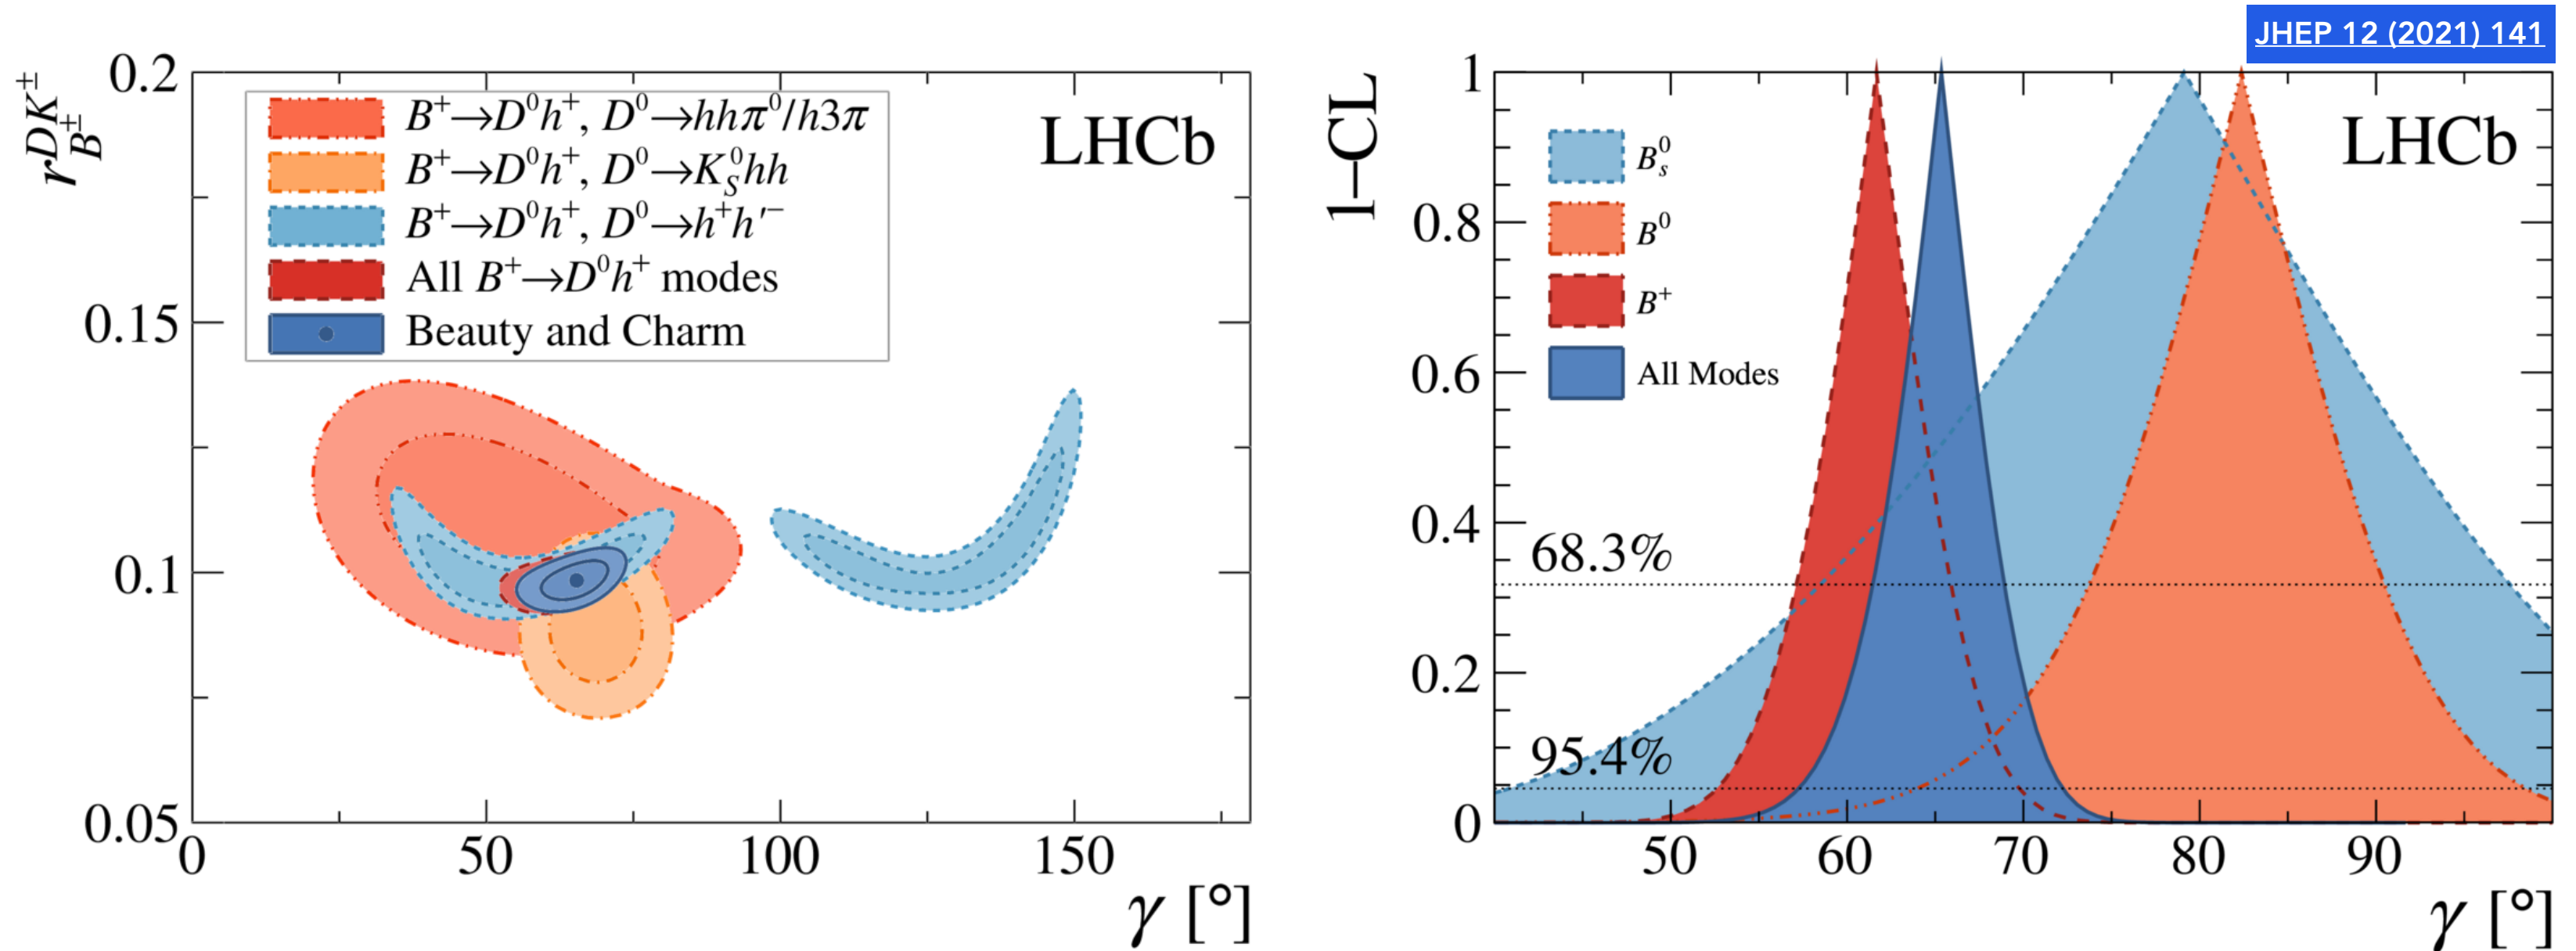 JHEP 12 (2021) 141
r_{B^±}^{DK^±}
0.2
0.15
0.1
0.05
0
50
100
150
γ [°]
B⁺→D⁰h⁺, D⁰→hhπ⁰/h3π
B⁺→D⁰h⁺, D⁰→K_S⁰hh
B⁺→D⁰h⁺, D⁰→h⁺h′⁻
All B⁺→D⁰h⁺ modes
Beauty and Charm
LHCb
1–CL
1
0.8
0.6
0.4
0.2
0
50
60
70
80
90
γ [°]
B_s⁰
B⁰
B⁺
All Modes
LHCb
68.3%
95.4%